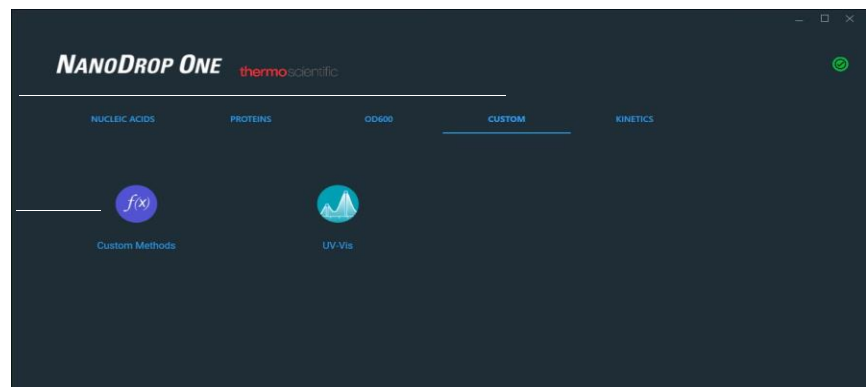 NANODROP ONE thermoscientific
NUCLEIC ACIDS PROTEINS OD600 CUSTOM KINETICS
f(x)
Custom Methods UV-Vis